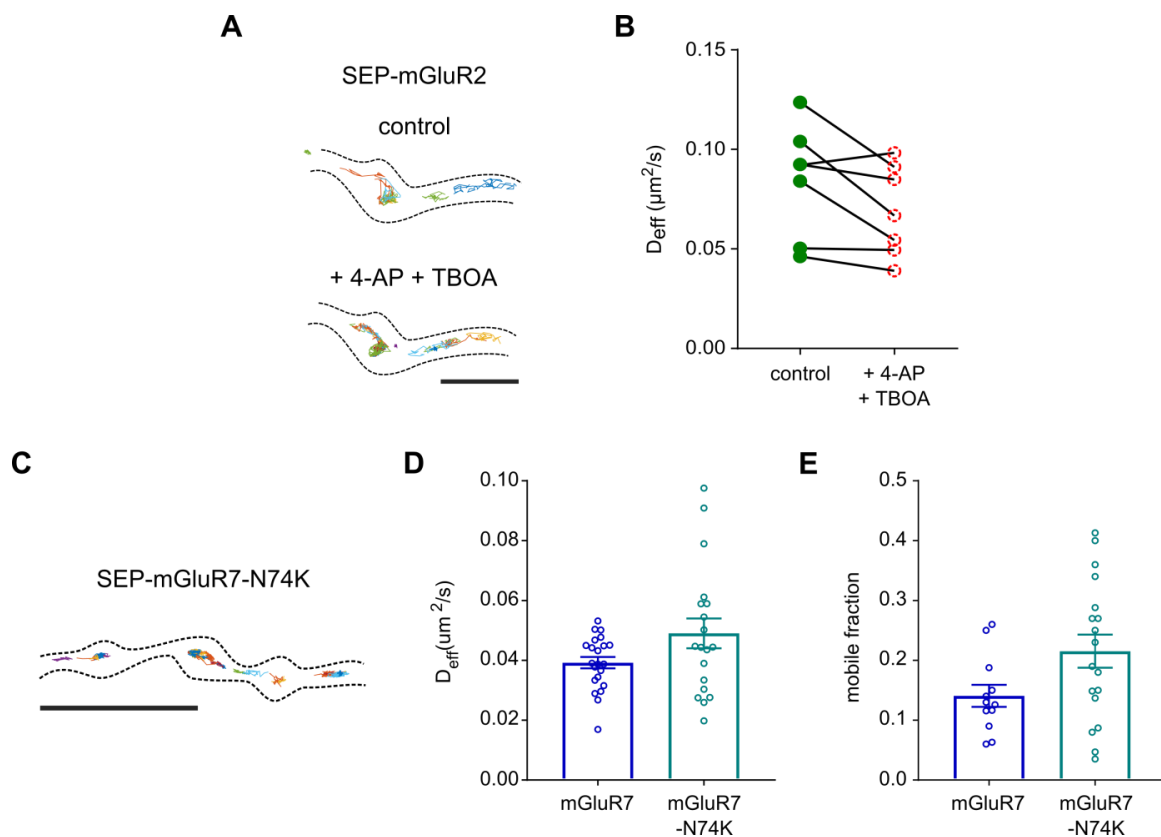 A
SEP-mGluR2
control
+ 4-AP + TBOA
B
0.15
0.10
0.05
0.00
Deff (µm²/s)
control
+ 4-AP
+ TBOA
C
SEP-mGluR7-N74K
D
0.10
0.08
0.06
0.04
0.02
0.00
Deff(um²/s)
mGluR7
mGluR7
-N74K
E
0.5
0.4
0.3
0.2
0.1
0.0
mobile fraction
mGluR7
mGluR7
-N74K